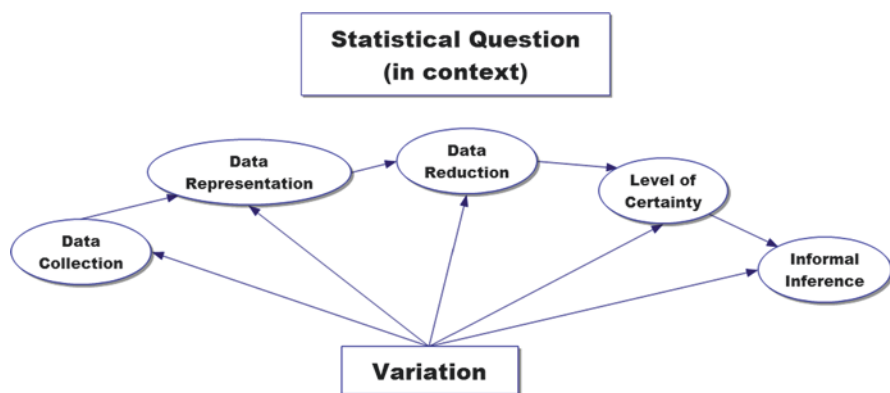 Statistical Question
(in context)
Data
Representation
Data
Reduction
Level of
Certainty
Data
Collection
Informal
Inference
Variation